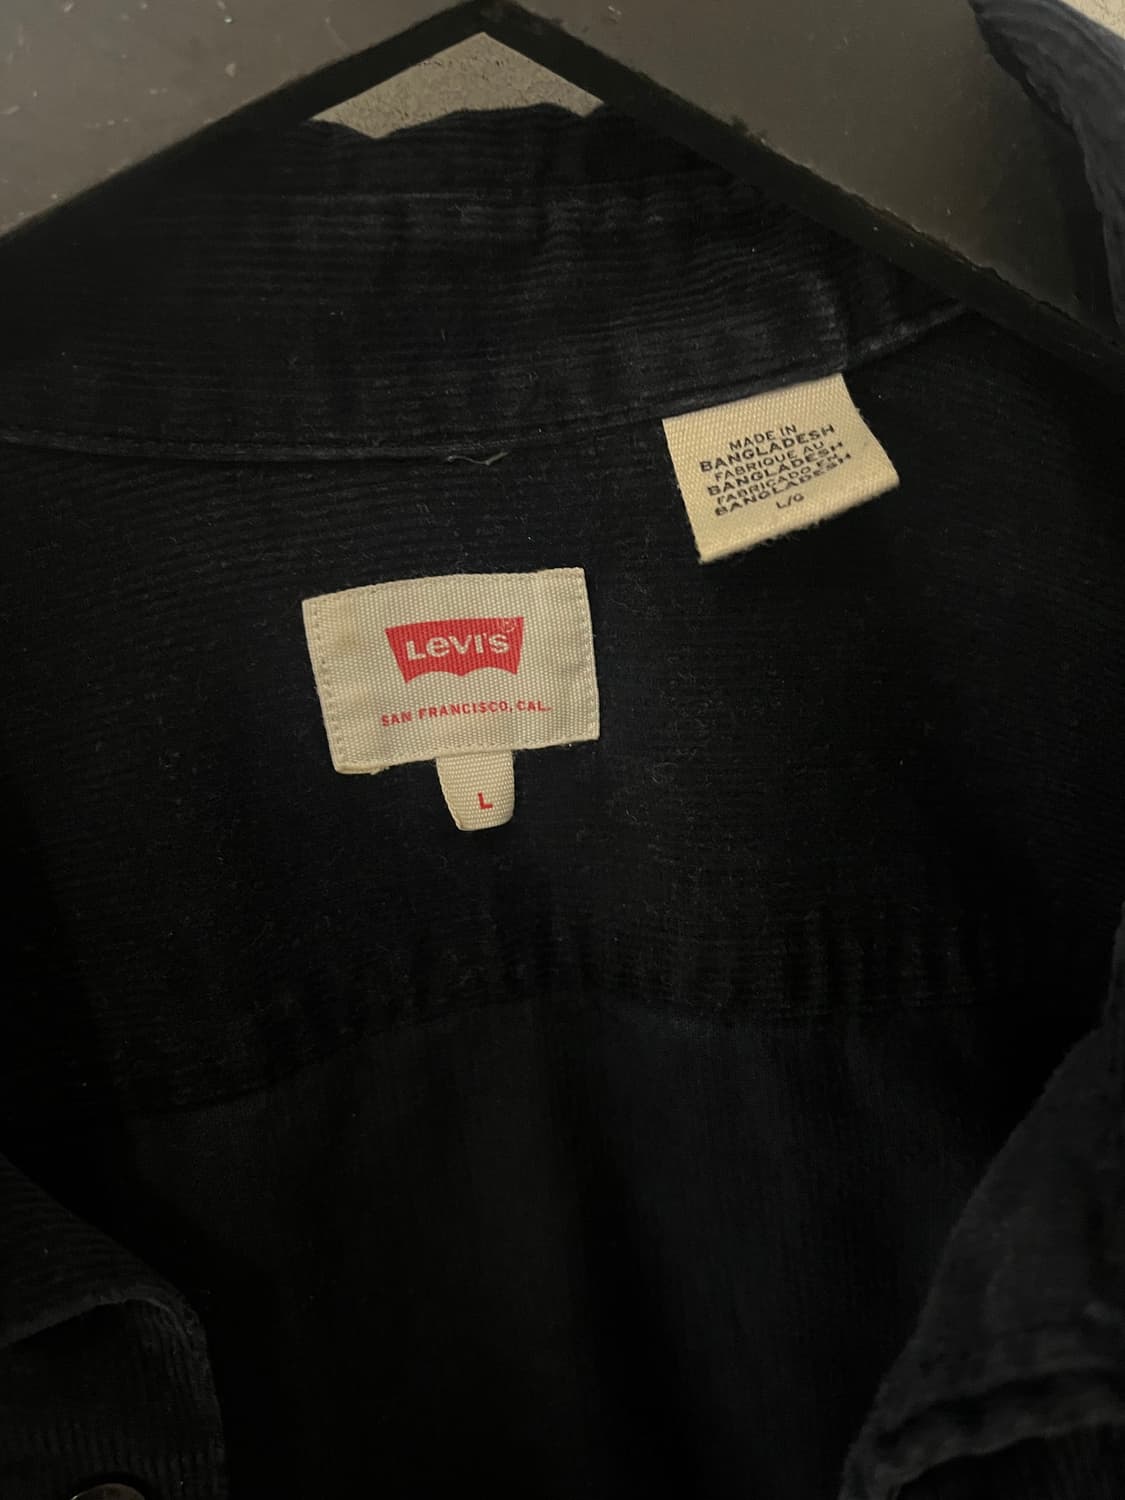 MADE IN
BANGLADESH
FABRIQUE AU
BANGLADESH
FABRICADO EN
BANGLADESH
L/G
LEVI'S
SAN FRANCISCO, CAL.
L